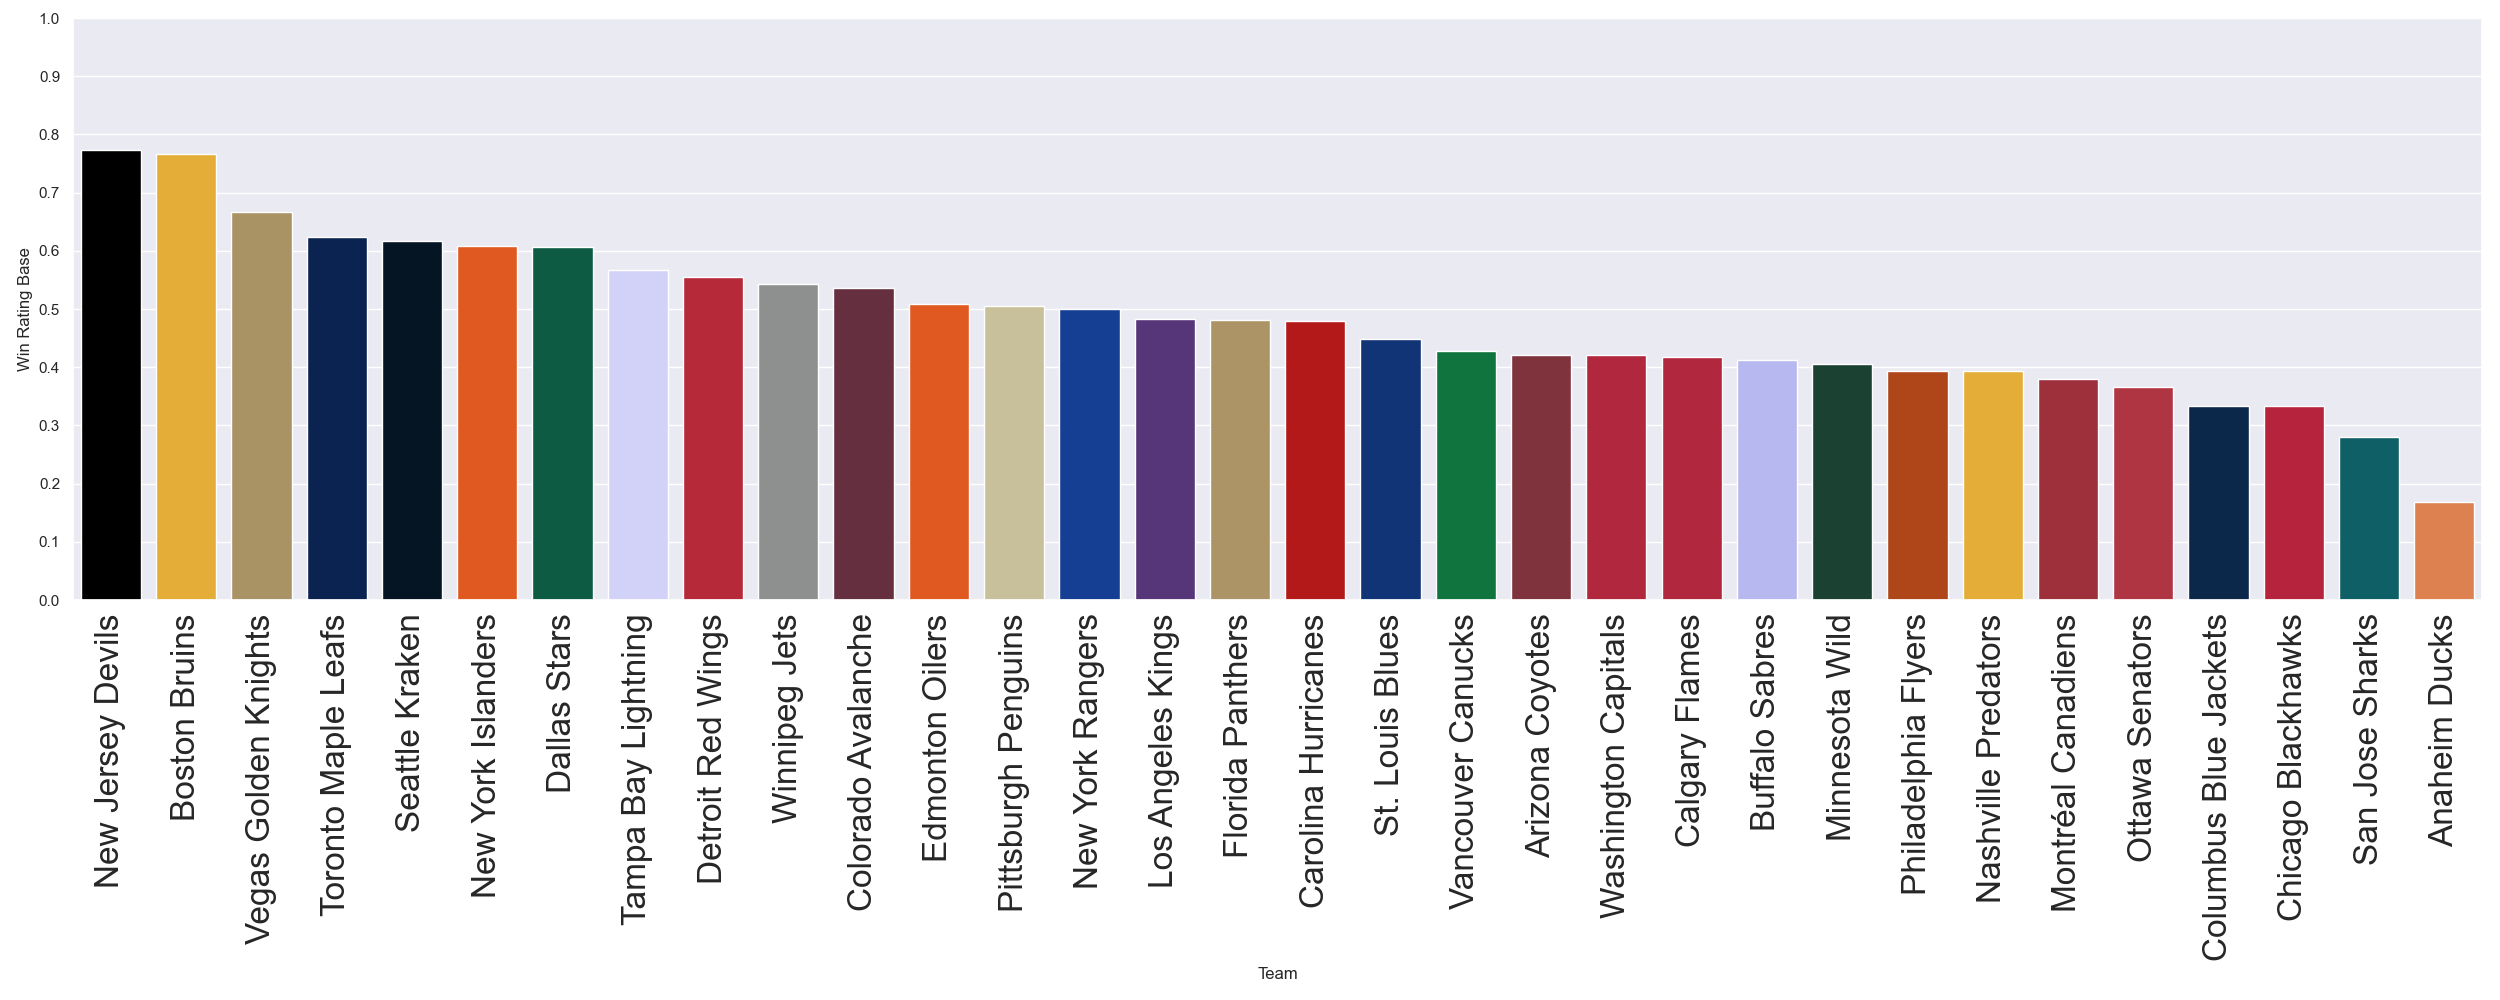 1.0
0.9
0.8
0.7
0.6
0.5
0.4
0.3
0.2
0.1
0.0
Win Rating Base
New Jersey Devils
Boston Bruins
Vegas Golden Knights
Toronto Maple Leafs
Seattle Kraken
New York Islanders
Dallas Stars
Tampa Bay Lightning
Detroit Red Wings
Winnipeg Jets
Colorado Avalanche
Edmonton Oilers
Pittsburgh Penguins
New York Rangers
Los Angeles Kings
Florida Panthers
Carolina Hurricanes
St. Louis Blues
Vancouver Canucks
Arizona Coyotes
Washington Capitals
Calgary Flames
Buffalo Sabres
Minnesota Wild
Philadelphia Flyers
Nashville Predators
Montréal Canadiens
Ottawa Senators
Columbus Blue Jackets
Chicago Blackhawks
San Jose Sharks
Anaheim Ducks
Team